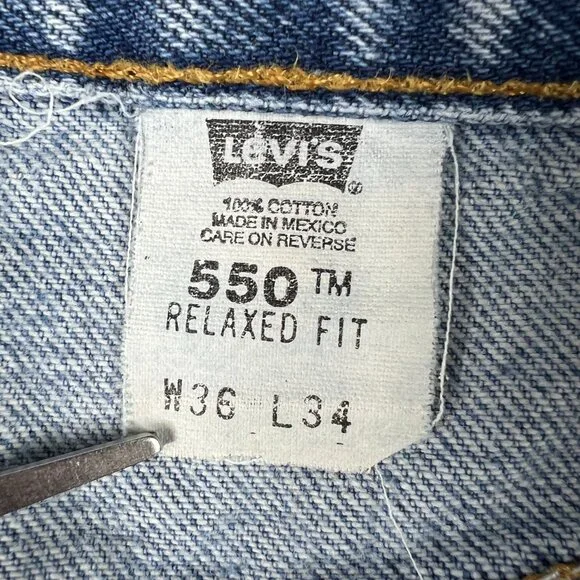 LEVI'S
®
100% COTTON
MADE IN MEXICO
CARE ON REVERSE
550 TM
RELAXED FIT
W36 L34